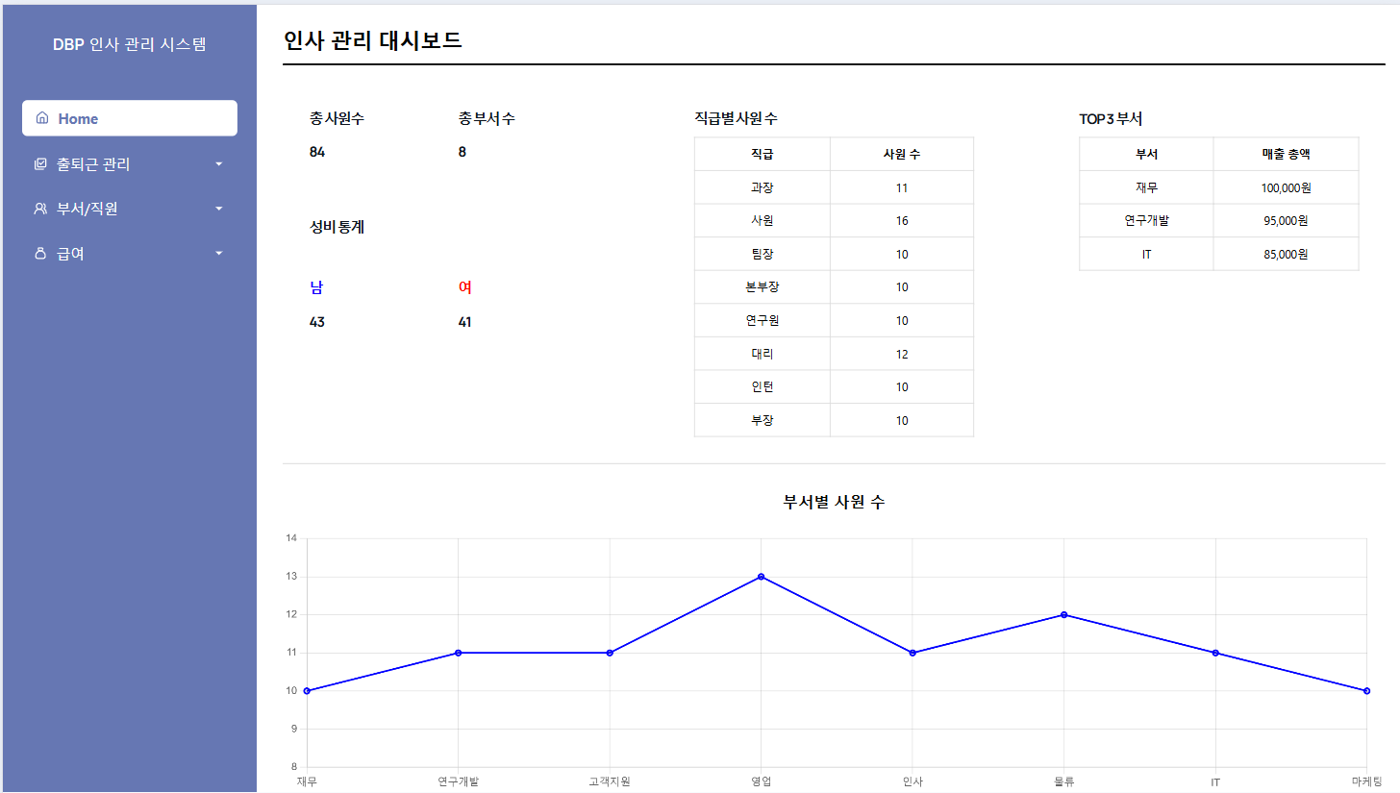 DBP 인사 관리 시스템
Home
출퇴근 관리
부서/직원
급여
인사 관리 대시보드
총 사원수
84
총 부서 수
8
성비 통계
남 여
43 41
직급별 사원 수
직급 사원 수
과장 11
사원 16
팀장 10
본부장 10
연구원 10
대리 12
인턴 10
부장 10
TOP 3 부서
부서 매출 총액
재무 100,000원
연구개발 95,000원
IT 85,000원
부서별 사원 수
14
13
12
11
10
9
8
재무 연구개발 고객지원 영업 인사 물류 IT 마케팅